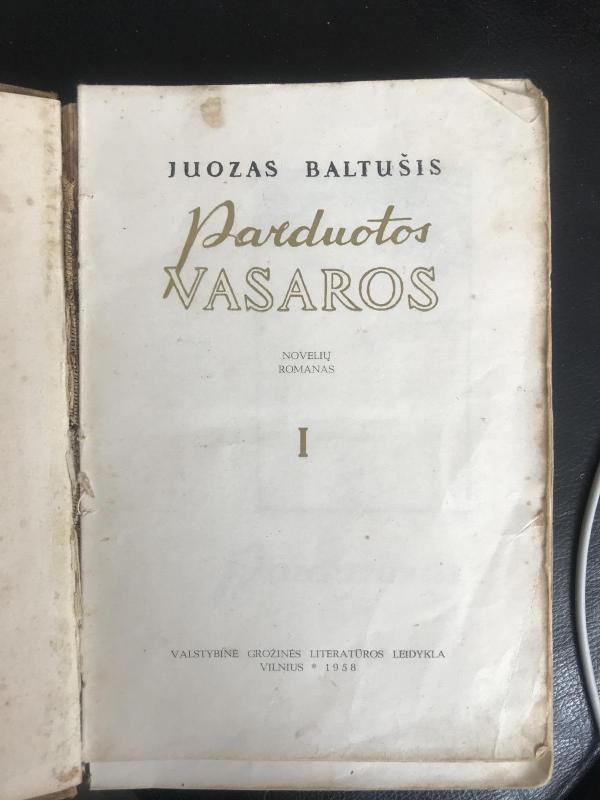 JUOZAS BALTUŠIS
Parduotos
VASAROS
NOVELIŲ
ROMANAS
I
VALSTYBINĖ GROŽINĖS LITERATŪROS LEIDYKLA
VILNIUS * 1958